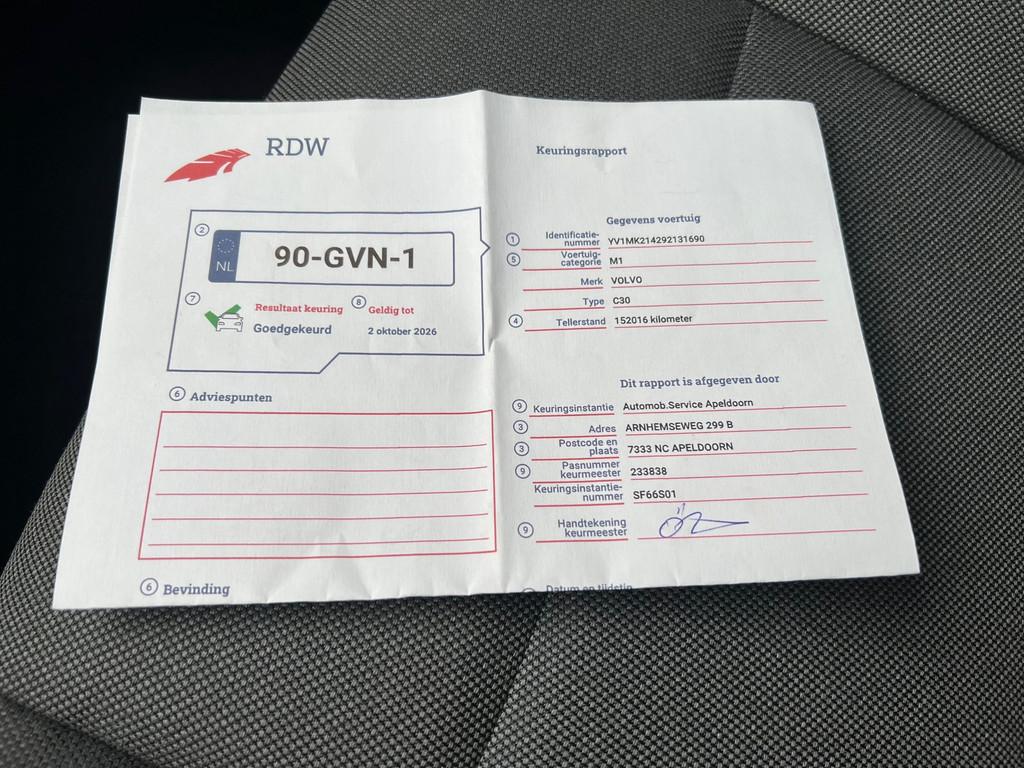 RDW
Keuringsrapport
2
NL
90-GVN-1
7
Resultaat keuring
Goedgekeurd
8
Geldig tot
2 oktober 2026
6 Adviespunten
6 Bevinding
Gegevens voertuig
1 Identificatie-
nummer YV1MK214292131690
5 Voertuig-
categorie M1
Merk VOLVO
Type C30
4 Tellerstand 152016 kilometer
Dit rapport is afgegeven door
9 Keuringsinstantie Automob.Service Apeldoorn
3 Adres ARNHEMSEWEG 299 B
3 Postcode en
plaats 7333 NC APELDOORN
9 Pasnummer
keurmeester 233838
Keuringsinstantie-
nummer SF66S01
9 Handtekening
keurmeester
Datum en tijdstip